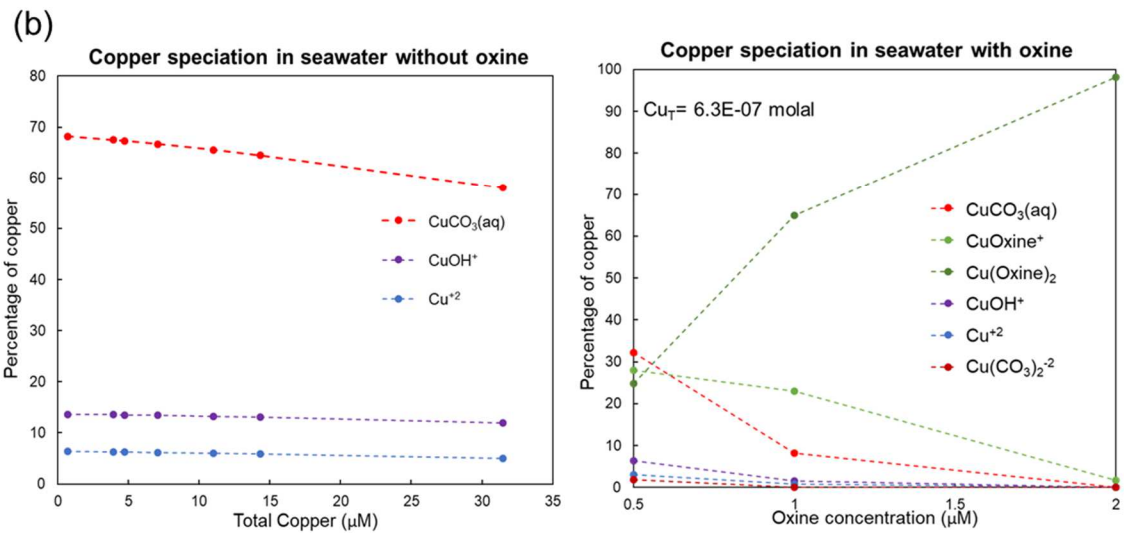 (b)
Copper speciation in seawater without oxine
80
70
60
50
40
30
20
10
0
Percentage of copper
CuCO₃(aq)
CuOH⁺
Cu⁺²
0 5 10 15 20 25 30 35
Total Copper (µM)
Copper speciation in seawater with oxine
100
90
80
70
60
50
40
30
20
10
0
Percentage of copper
Cu_T= 6.3E-07 molal
CuCO₃(aq)
CuOxine⁺
Cu(Oxine)₂
CuOH⁺
Cu⁺²
Cu(CO₃)₂⁻²
0.5 1 1.5 2
Oxine concentration (µM)